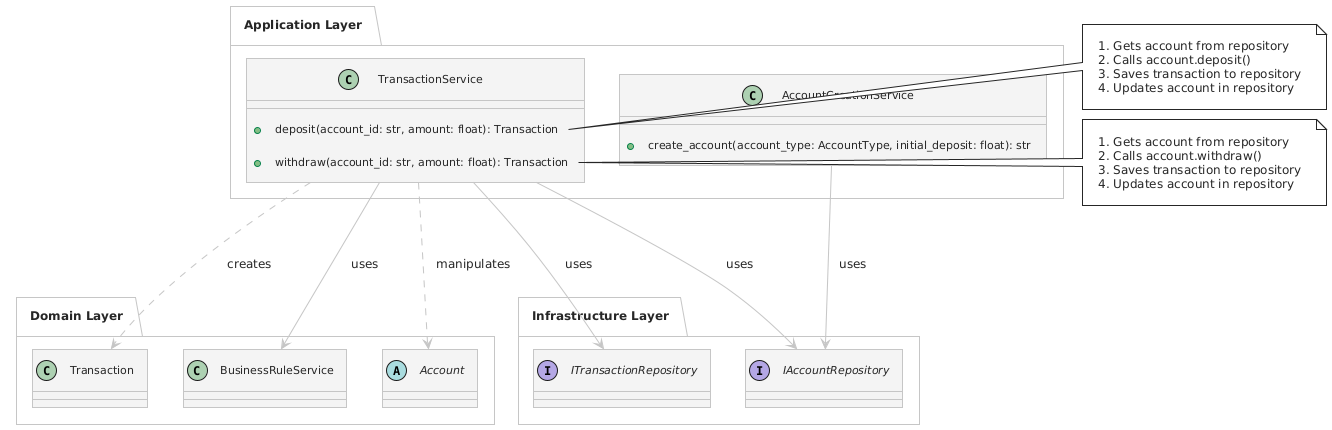 Application Layer
C TransactionService
deposit(account_id: str, amount: float): Transaction
withdraw(account_id: str, amount: float): Transaction
C AccountCreationService
create_account(account_type: AccountType, initial_deposit: float): str
1. Gets account from repository
2. Calls account.deposit()
3. Saves transaction to repository
4. Updates account in repository
1. Gets account from repository
2. Calls account.withdraw()
3. Saves transaction to repository
4. Updates account in repository
creates
uses
manipulates
uses
uses
uses
Domain Layer
C Transaction
C BusinessRuleService
A Account
Infrastructure Layer
I ITransactionRepository
I IAccountRepository